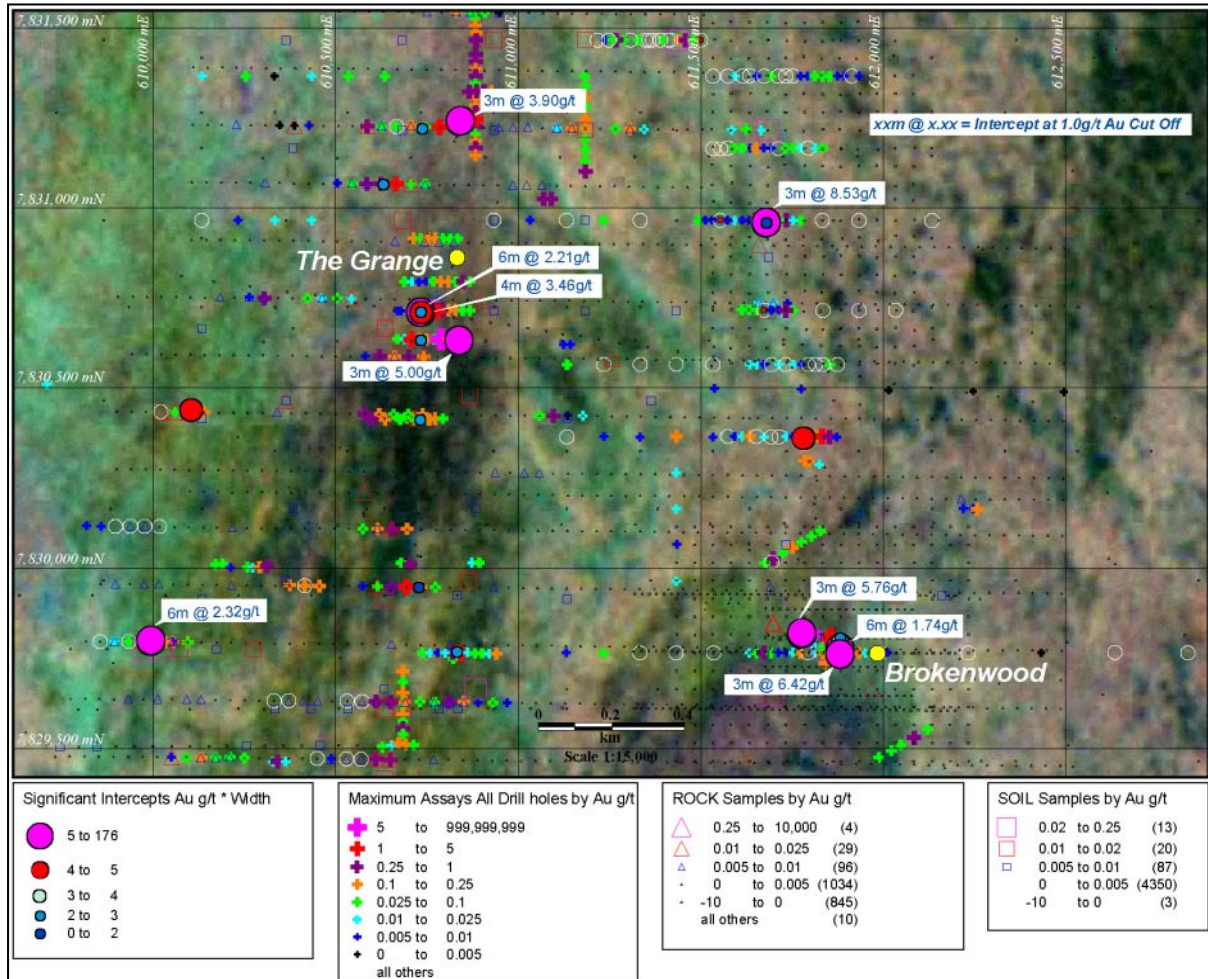 7,831,500 mN
610,000 mE
610,500 mE
611,000 mE
611,500 mE
612,000 mE
612,500 mE
3m @ 3.90g/t
xxm @ x.xx = Intercept at 1.0g/t Au Cut Off
7,831,000 mN
3m @ 8.53g/t
The Grange
6m @ 2.21g/t
4m @ 3.46g/t
3m @ 5.00g/t
7,830,500 mN
7,830,000 mN
3m @ 5.76g/t
6m @ 2.32g/t
6m @ 1.74g/t
Brokenwood
3m @ 6.42g/t
0 0.2 0.4
km
Scale 1:15,000
7,829,500 mN
Significant Intercepts Au g/t * Width
5 to 176
4 to 5
3 to 4
2 to 3
0 to 2
Maximum Assays All Drill holes by Au g/t
5 to 999,999,999
1 to 5
0.25 to 1
0.1 to 0.25
0.025 to 0.1
0.01 to 0.025
0.005 to 0.01
0 to 0.005
all others
ROCK Samples by Au g/t
0.25 to 10,000 (4)
0.01 to 0.025 (29)
0.005 to 0.01 (96)
0 to 0.005 (1034)
-10 to 0 (845)
all others (10)
SOIL Samples by Au g/t
0.02 to 0.25 (13)
0.01 to 0.02 (20)
0.005 to 0.01 (87)
0 to 0.005 (4350)
-10 to 0 (3)